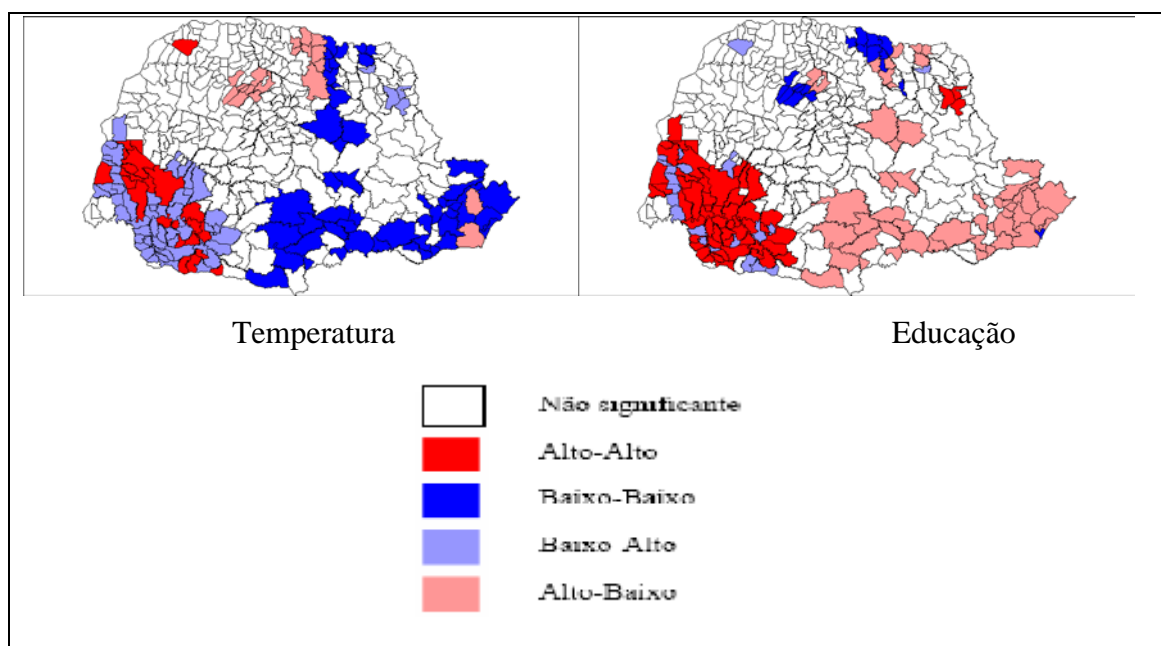 Temperatura
Educação
Não significante
Alto-Alto
Baixo-Baixo
Baixo Alto
Alto-Baixo